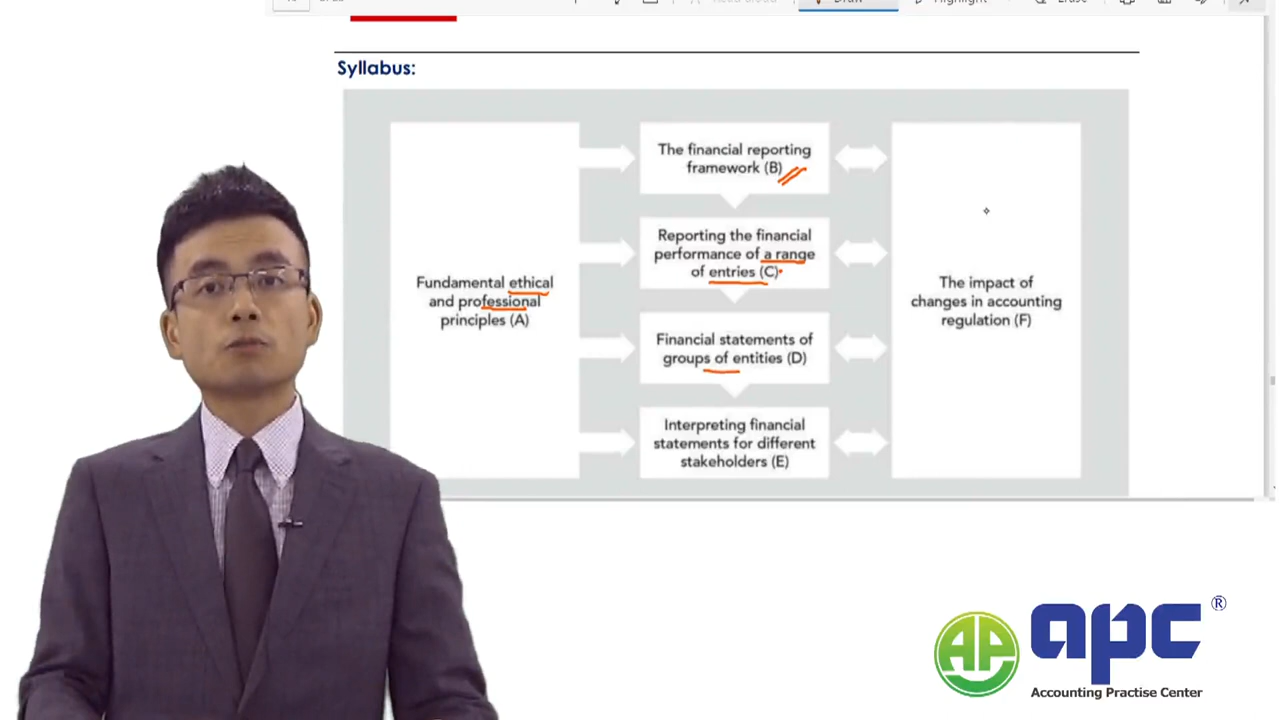 Syllabus:
The financial reporting
framework (B)
Reporting the financial
performance of a range
of entries (C)
Fundamental ethical
and professional
principles (A)
The impact of
changes in accounting
regulation (F)
Financial statements of
groups of entities (D)
Interpreting financial
statements for different
stakeholders (E)
AP
apc ®
Accounting Practise Center